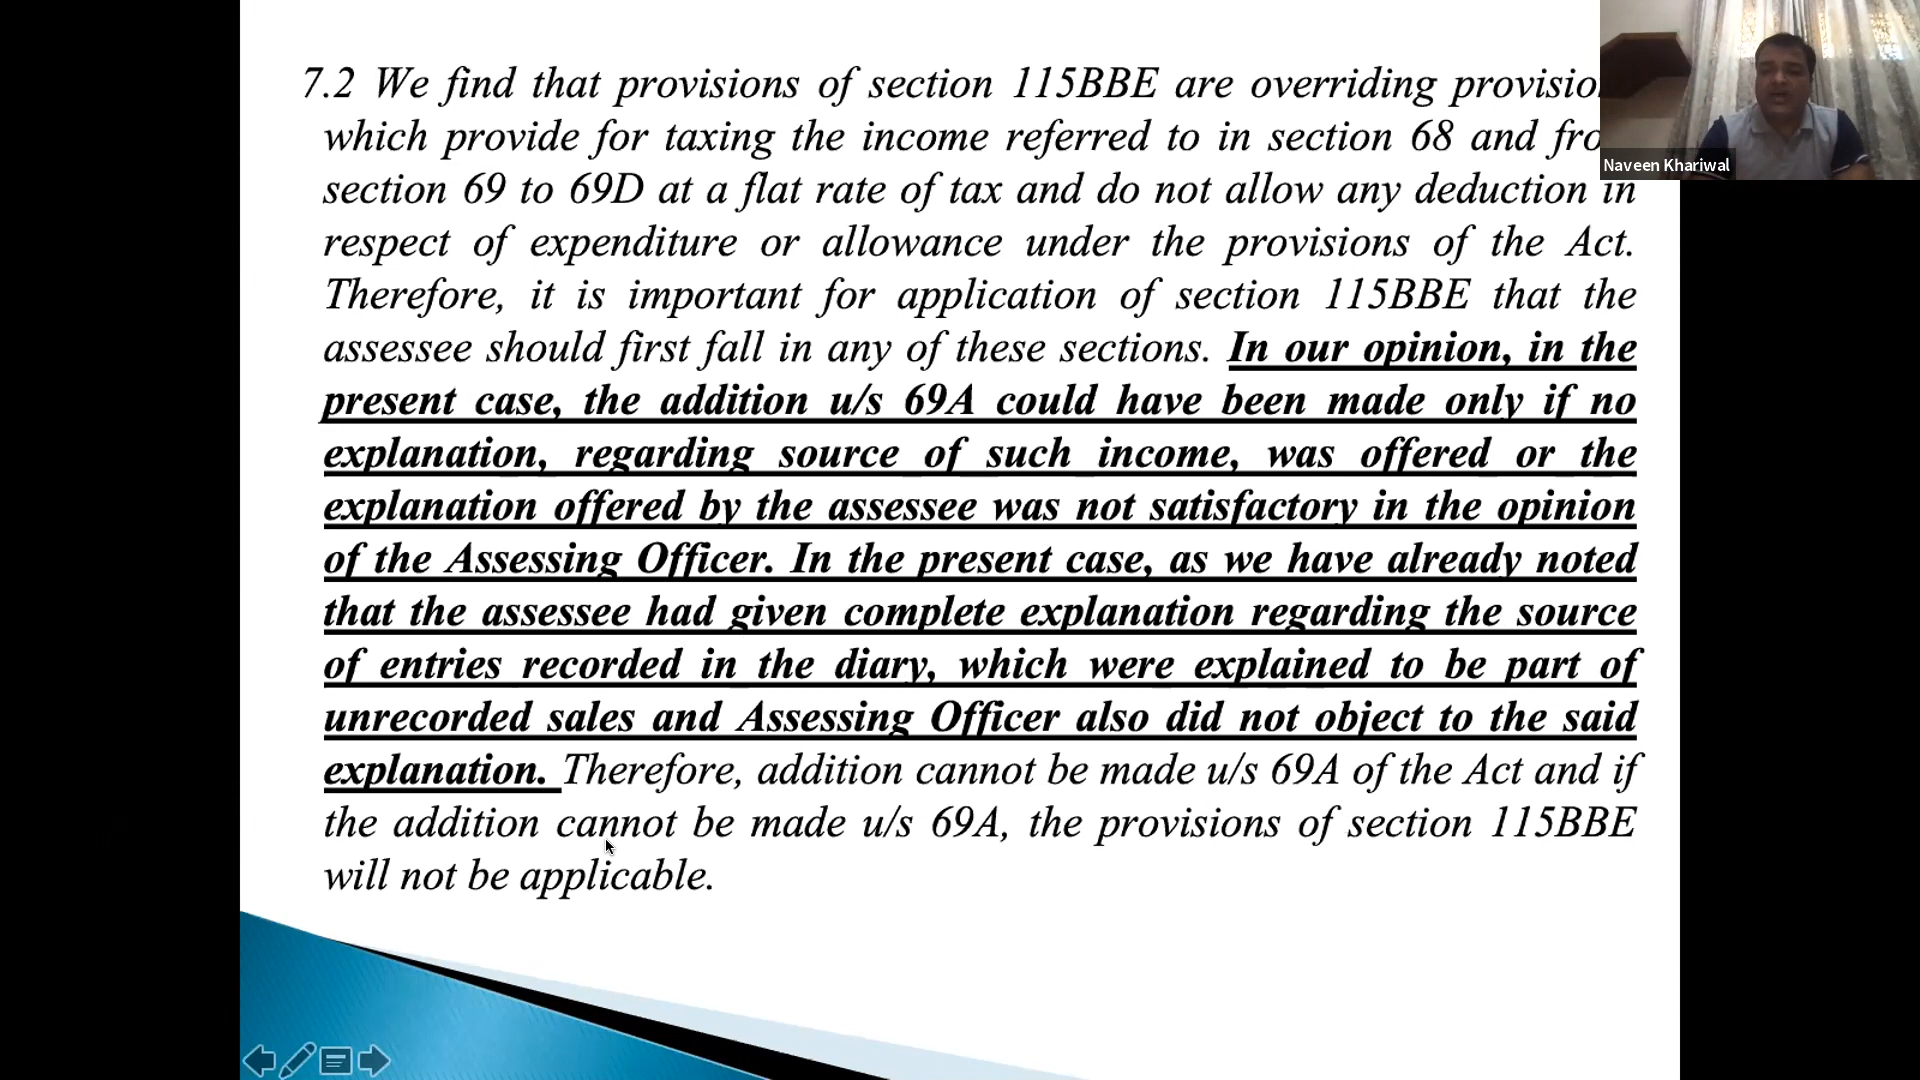 7.2 We find that provisions of section 115BBE are overriding
which provide for taxing the income referred to in section 68 and
section 69 to 69D at a flat rate of tax and do not allow any deduction in
respect of expenditure or allowance under the provisions of the Act.
Therefore, it is important for application of section 115BBE that the
assessee should first fall in any of these sections. In our opinion, in the
present case, the addition u/s 69A could have been made only if no
explanation, regarding source of such income, was offered or the
explanation offered by the assessee was not satisfactory in the opinion
of the Assessing Officer. In the present case, as we have already noted
that the assessee had given complete explanation regarding the source
of entries recorded in the diary, which were explained to be part of
unrecorded sales and Assessing Officer also did not object to the said
explanation. Therefore, addition cannot be made u/s 69A of the Act and if
the addition cannot be made u/s 69A, the provisions of section 115BBE
will not be applicable.
Naveen Khariwal